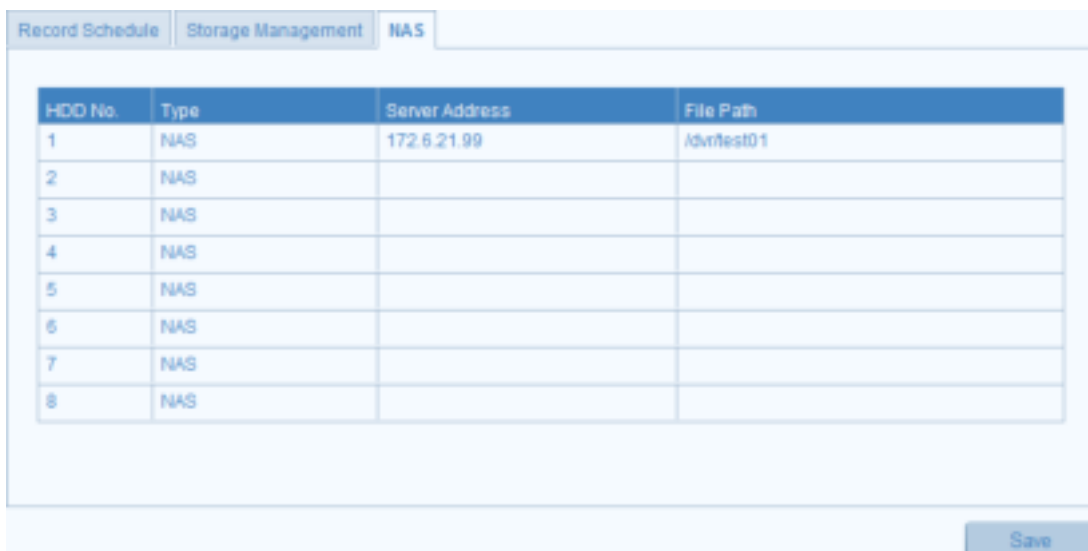 Record Schedule Storage Management NAS
HDD No. Type Server Address File Path
1 NAS 172.6.21.99 /dvr/test01
2 NAS
3 NAS
4 NAS
5 NAS
6 NAS
7 NAS
8 NAS
Save